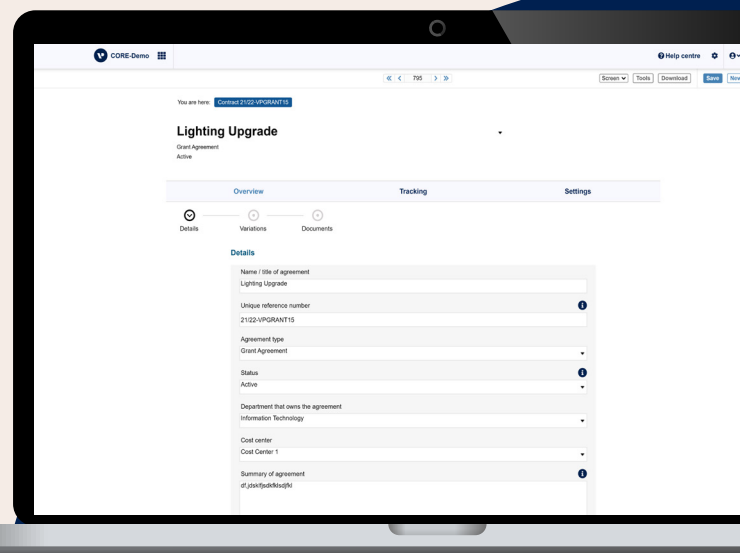 CORE-Demo
Help centre
« < 795 > »
Screen Tools Download Save New
You are here: Contract 21/22-VPGRANT15
Lighting Upgrade
Grant Agreement
Active
Overview Tracking Settings
Details Variations Documents
Details
Name / title of agreement
Lighting Upgrade
Unique reference number
21/22-VPGRANT15
Agreement type
Grant Agreement
Status
Active
Department that owns the agreement
Information Technology
Cost center
Cost Center 1
Summary of agreement